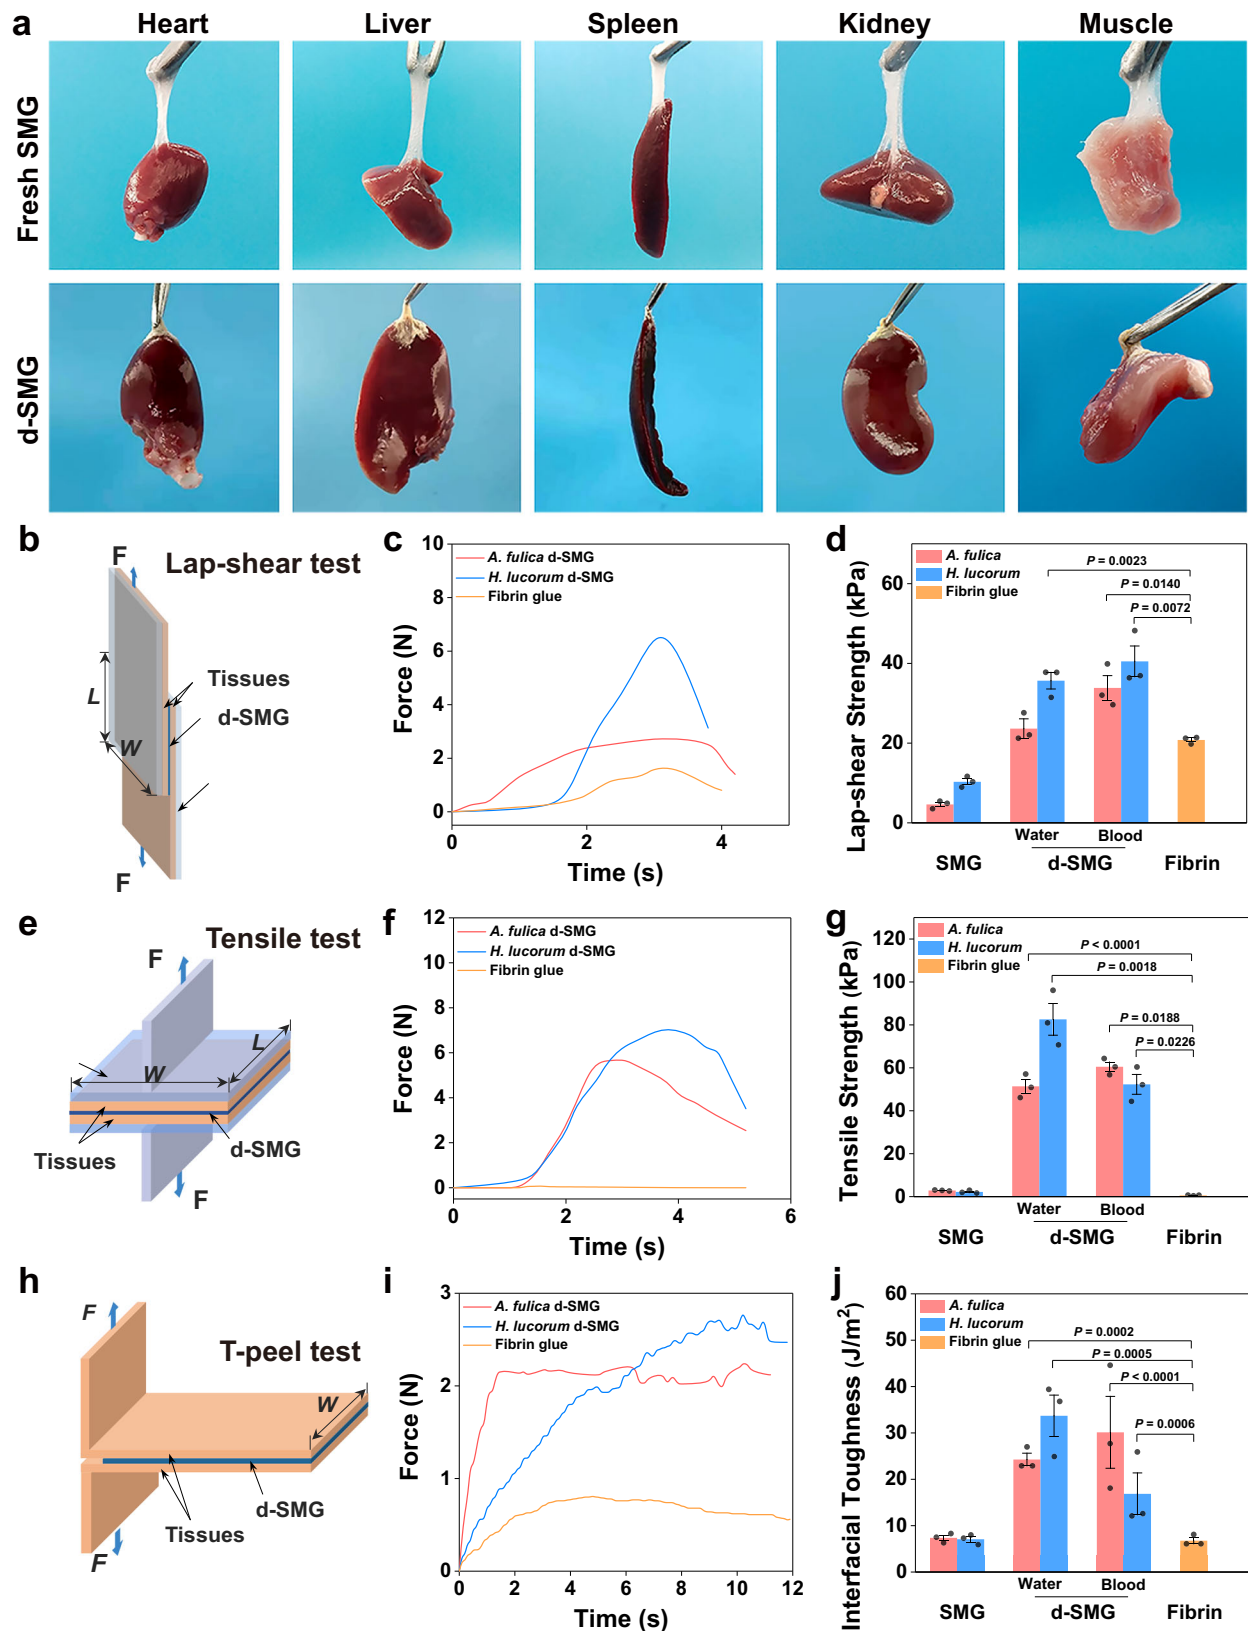 a
Heart
Liver
Spleen
Kidney
Muscle
Fresh SMG
d-SMG
b
Lap-shear test
F
L
W
Tissues
d-SMG
F
c
10
8
6
4
2
0
Force (N)
A. fulica d-SMG
H. lucorum d-SMG
Fibrin glue
0 2 4
Time (s)
d
Lap-shear Strength (kPa)
60
40
20
0
A. fulica
H. lucorum
Fibrin glue
P = 0.0023
P = 0.0140
P = 0.0072
Water Blood
SMG d-SMG Fibrin
e
Tensile test
F
L
W
Tissues
d-SMG
F
f
12
10
8
6
4
2
0
Force (N)
A. fulica d-SMG
H. lucorum d-SMG
Fibrin glue
0 2 4 6
Time (s)
g
Tensile Strength (kPa)
120
100
80
60
40
20
0
A. fulica
H. lucorum
Fibrin glue
P < 0.0001
P = 0.0018
P = 0.0188
P = 0.0226
Water Blood
SMG d-SMG Fibrin
h
T-peel test
F
W
d-SMG
Tissues
F
i
3
2
1
0
Force (N)
A. fulica d-SMG
H. lucorum d-SMG
Fibrin glue
0 2 4 6 8 10 12
Time (s)
j
Interfacial Toughness (J/m²)
60
50
40
30
20
10
0
A. fulica
H. lucorum
Fibrin glue
P = 0.0002
P = 0.0005
P < 0.0001
P = 0.0006
Water Blood
SMG d-SMG Fibrin